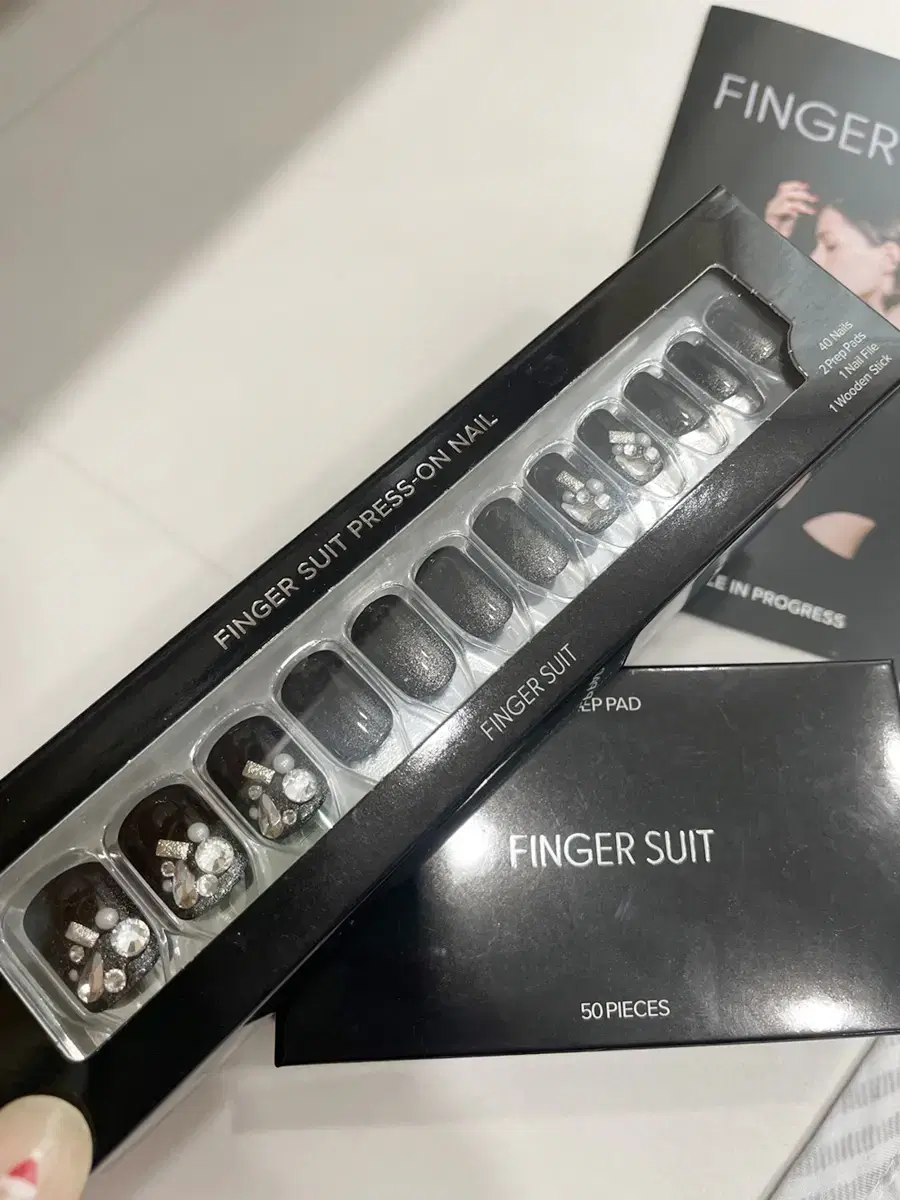 FINGER
40 Nails
2 Prep Pads
1 Nail File
1 Wooden Stick
FINGER SUIT PRESS-ON NAIL
IN PROGRESS
FINGER SUIT
PAD
FINGER SUIT
50 PIECES